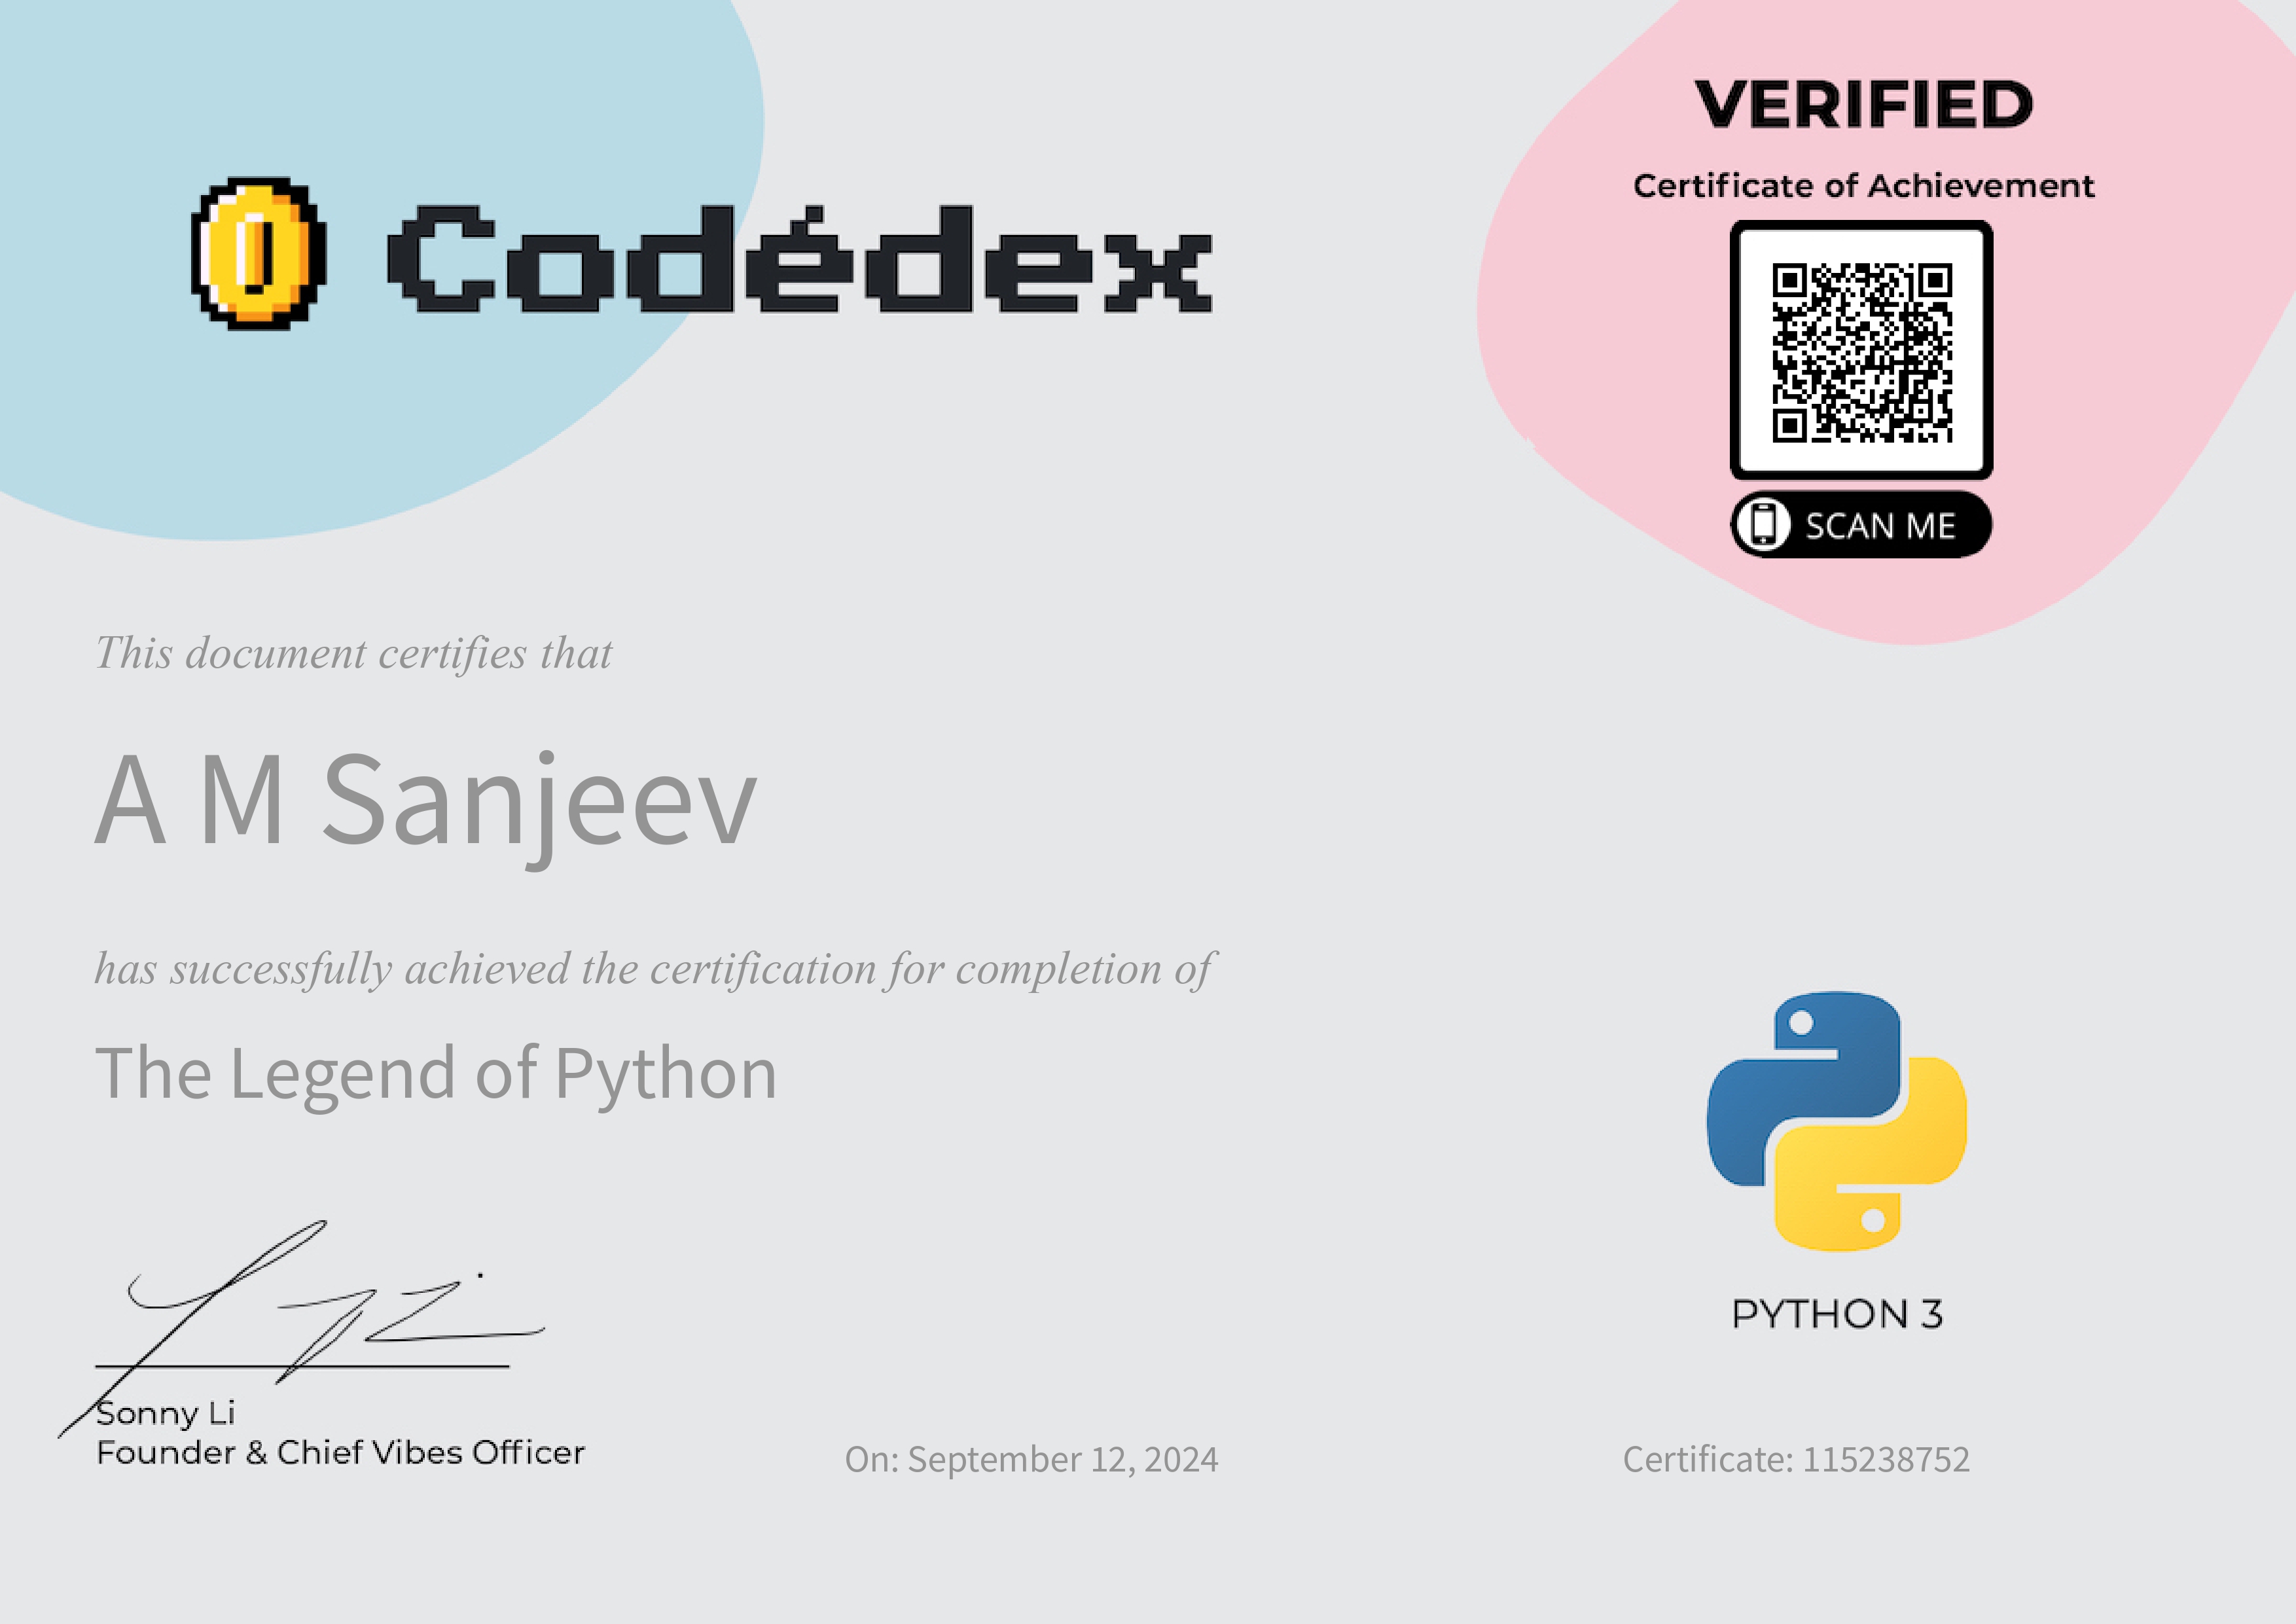 Codédex
VERIFIED
Certificate of Achievement
SCAN ME
This document certifies that
A M Sanjeev
has successfully achieved the certification for completion of
The Legend of Python
PYTHON 3
Sonny Li
Founder & Chief Vibes Officer
On: September 12, 2024
Certificate: 115238752